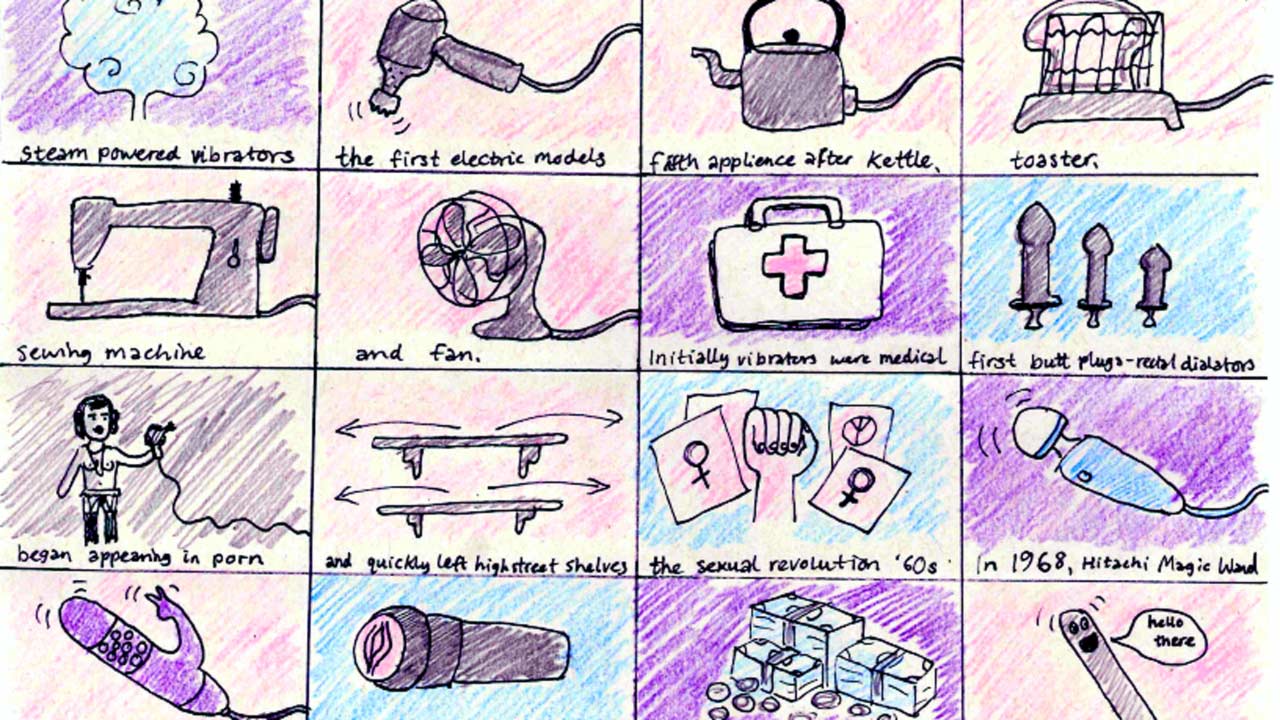 steam powered vibrators
the first electric models
fifth applience after kettle,
toaster,
sewing machine
and fan.
Initially vibrators were medical
first butt plugs-rectal dialators
began appearing in porn
and quickly left highstreet shelves
the sexual revolution '60s
In 1968, Hitachi Magic Wand
hello
there